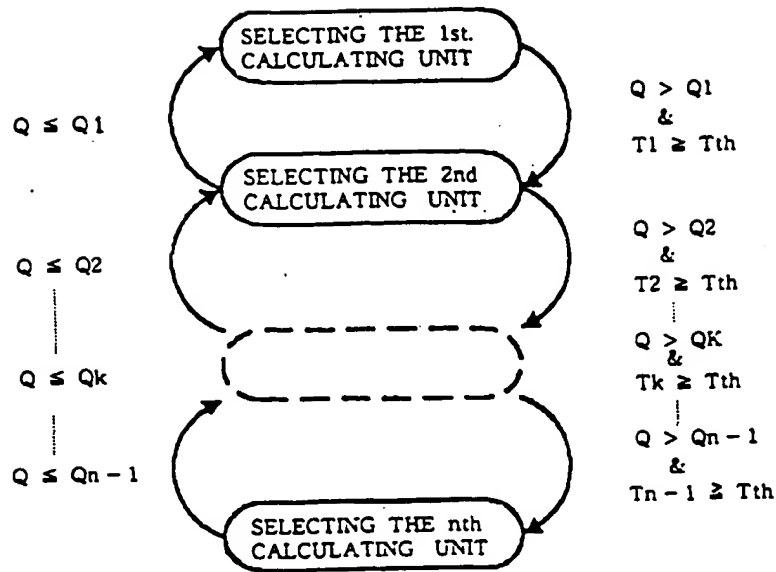 SELECTING THE 1st.
CALCULATING UNIT
Q ≤ Q1
Q > Q1
&
T1 ≧ Tth
SELECTING THE 2nd
CALCULATING UNIT
Q ≤ Q2
Q > Q2
&
T2 ≧ Tth
Q ≤ Qk
Q > QK
&
Tk ≧ Tth
Q ≤ Qn-1
Q > Qn-1
&
Tn-1 ≧ Tth
SELECTING THE nth
CALCULATING UNIT